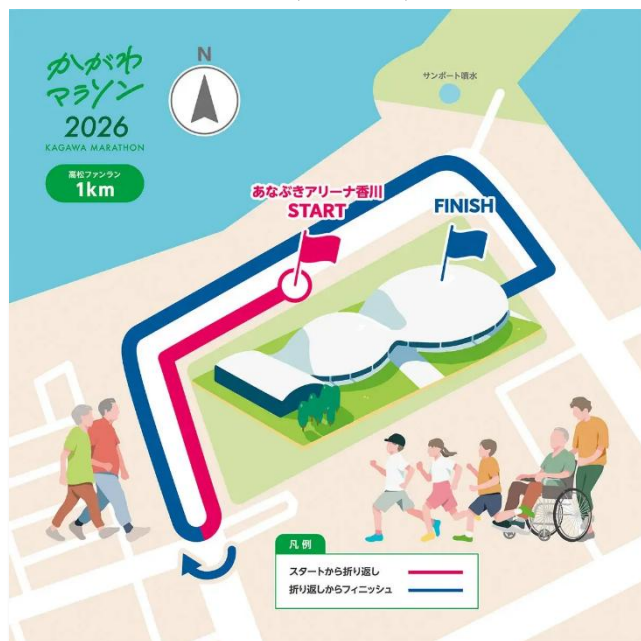 かがわ
マラソン
2026
KAGAWA MARATHON
高松ファンラン
1km
N
サンポート噴水
あなぶきアリーナ香川
START
FINISH
凡例
スタートから折り返し
折り返しからフィニッシュ